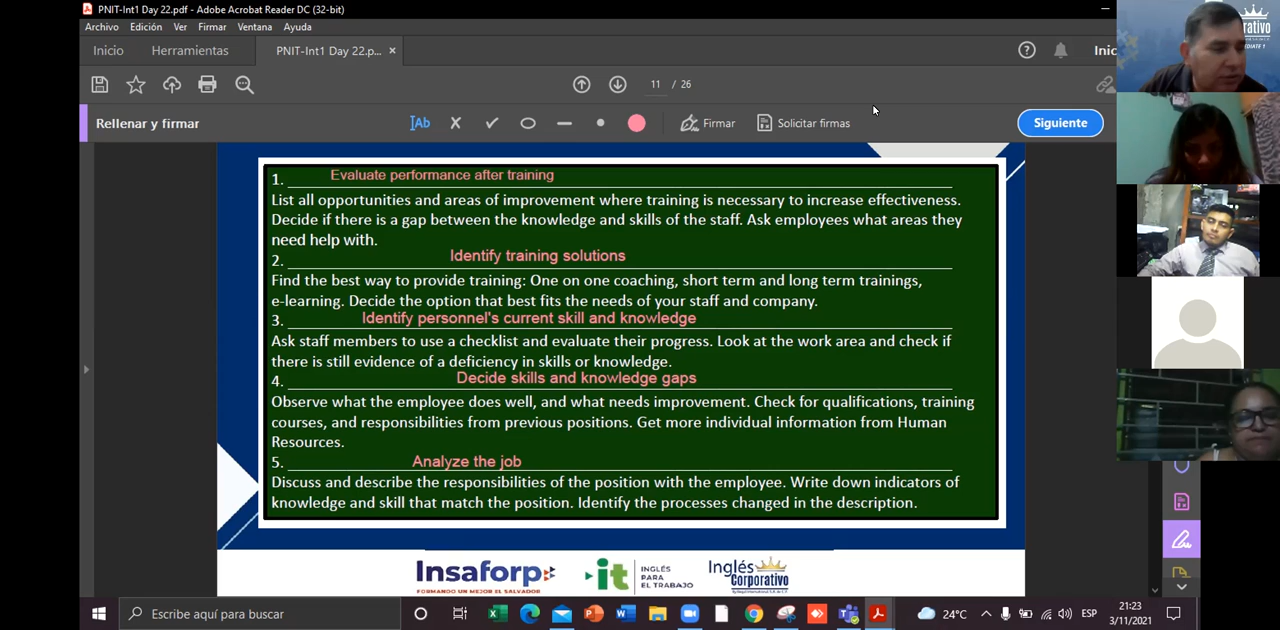 PNIT-Int1 Day 22.pdf - Adobe Acrobat Reader DC (32-bit)
Archivo Edición Ver Firmar Ventana Ayuda
Inicio Herramientas PNIT-Int1 Day 22.p... × ? Inic
11 / 26
Rellenar y firmar Ab Firmar Solicitar firmas Siguiente
1. Evaluate performance after training
List all opportunities and areas of improvement where training is necessary to increase effectiveness.
Decide if there is a gap between the knowledge and skills of the staff. Ask employees what areas they
need help with.
2. Identify training solutions
Find the best way to provide training: One on one coaching, short term and long term trainings,
e-learning. Decide the option that best fits the needs of your staff and company.
3. Identify personnel's current skill and knowledge
Ask staff members to use a checklist and evaluate their progress. Look at the work area and check if
there is still evidence of a deficiency in skills or knowledge.
4. Decide skills and knowledge gaps
Observe what the employee does well, and what needs improvement. Check for qualifications, training
courses, and responsibilities from previous positions. Get more individual information from Human
Resources.
5. Analyze the job
Discuss and describe the responsibilities of the position with the employee. Write down indicators of
knowledge and skill that match the position. Identify the processes changed in the description.
Insaforp
FORMANDO UN MEJOR EL SALVADOR
it
INGLÉS
PARA
EL TRABAJO
Inglés
Corporativo
Escribe aquí para buscar
24°C ESP
21:23
3/11/2021